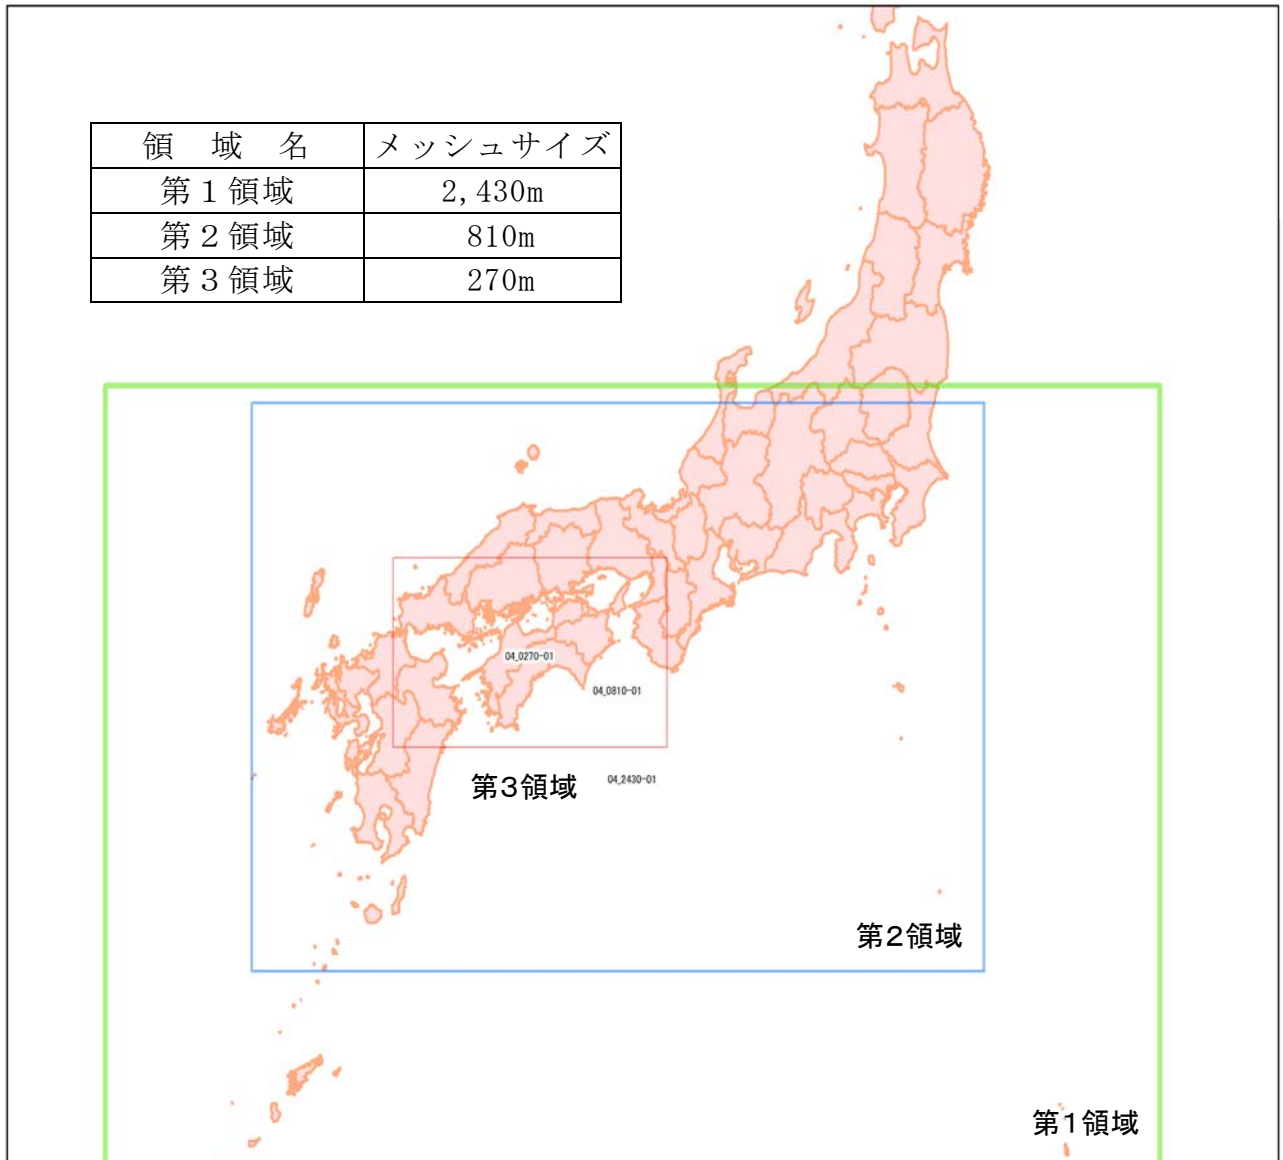 領　域　名 メッシュサイズ
第１領域 2,430m
第２領域 810m
第３領域 270m
04_0270-01
04_0810-01
04_2430-01
第3領域
第2領域
第1領域